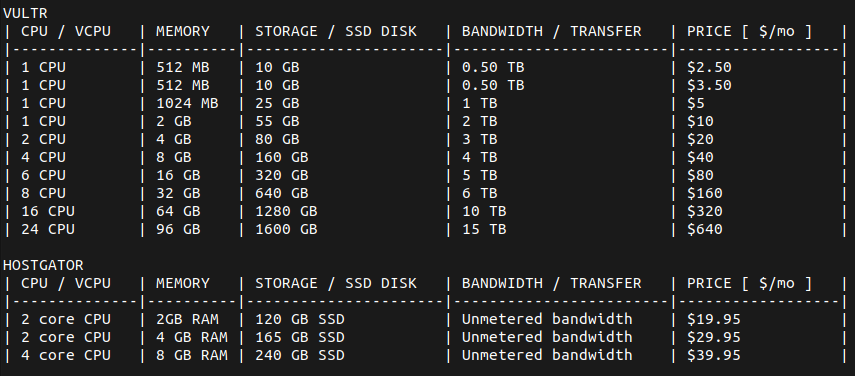 VULTR
| CPU / VCPU   | MEMORY   | STORAGE / SSD DISK   | BANDWIDTH / TRANSFER   | PRICE [ $/mo ]   |
|--------------|----------|----------------------|------------------------|------------------|
| 1 CPU        | 512 MB   | 10 GB                | 0.50 TB                | $2.50            |
| 1 CPU        | 512 MB   | 10 GB                | 0.50 TB                | $3.50            |
| 1 CPU        | 1024 MB  | 25 GB                | 1 TB                   | $5               |
| 1 CPU        | 2 GB     | 55 GB                | 2 TB                   | $10              |
| 2 CPU        | 4 GB     | 80 GB                | 3 TB                   | $20              |
| 4 CPU        | 8 GB     | 160 GB               | 4 TB                   | $40              |
| 6 CPU        | 16 GB    | 320 GB               | 5 TB                   | $80              |
| 8 CPU        | 32 GB    | 640 GB               | 6 TB                   | $160             |
| 16 CPU       | 64 GB    | 1280 GB              | 10 TB                  | $320             |
| 24 CPU       | 96 GB    | 1600 GB              | 15 TB                  | $640             |

HOSTGATOR
| CPU / VCPU   | MEMORY   | STORAGE / SSD DISK   | BANDWIDTH / TRANSFER   | PRICE [ $/mo ]   |
|--------------|----------|----------------------|------------------------|------------------|
| 2 core CPU   | 2GB RAM  | 120 GB SSD           | Unmetered bandwidth    | $19.95           |
| 2 core CPU   | 4 GB RAM | 165 GB SSD           | Unmetered bandwidth    | $29.95           |
| 4 core CPU   | 8 GB RAM | 240 GB SSD           | Unmetered bandwidth    | $39.95           |